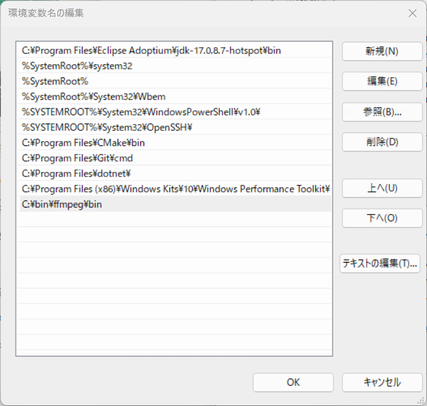 環境変数名の編集
C:¥Program Files¥Eclipse Adoptium¥jdk-17.0.8.7-hotspot¥bin
%SystemRoot%¥system32
%SystemRoot%
%SystemRoot%¥System32¥Wbem
%SYSTEMROOT%¥System32¥WindowsPowerShell¥v1.0¥
%SYSTEMROOT%¥System32¥OpenSSH¥
C:¥Program Files¥CMake¥bin
C:¥Program Files¥Git¥cmd
C:¥Program Files¥dotnet¥
C:¥Program Files (x86)¥Windows Kits¥10¥Windows Performance Toolkit¥
C:¥bin¥ffmpeg¥bin
新規(N)
編集(E)
参照(B)...
削除(D)
上へ(U)
下へ(O)
テキストの編集(T)...
OK
キャンセル